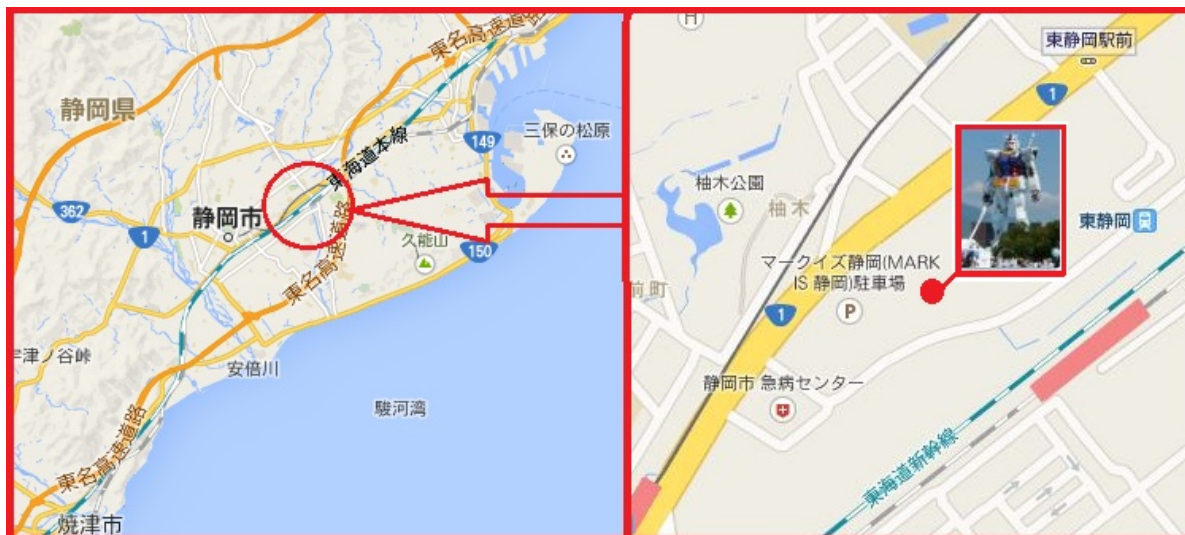 東名高速道路
静岡県
149
三保の松原
東海道本線
362
静岡市
1
久能山
150
東名高速道路
宇津ノ谷峠
安倍川
駿河湾
東名高速道路
焼津市
H
東静岡駅前
1
柚木公園
柚木
東静岡
マークイズ静岡(MARK
IS 静岡)駐車場
前町
P
1
静岡市 急病センター
東海道新幹線